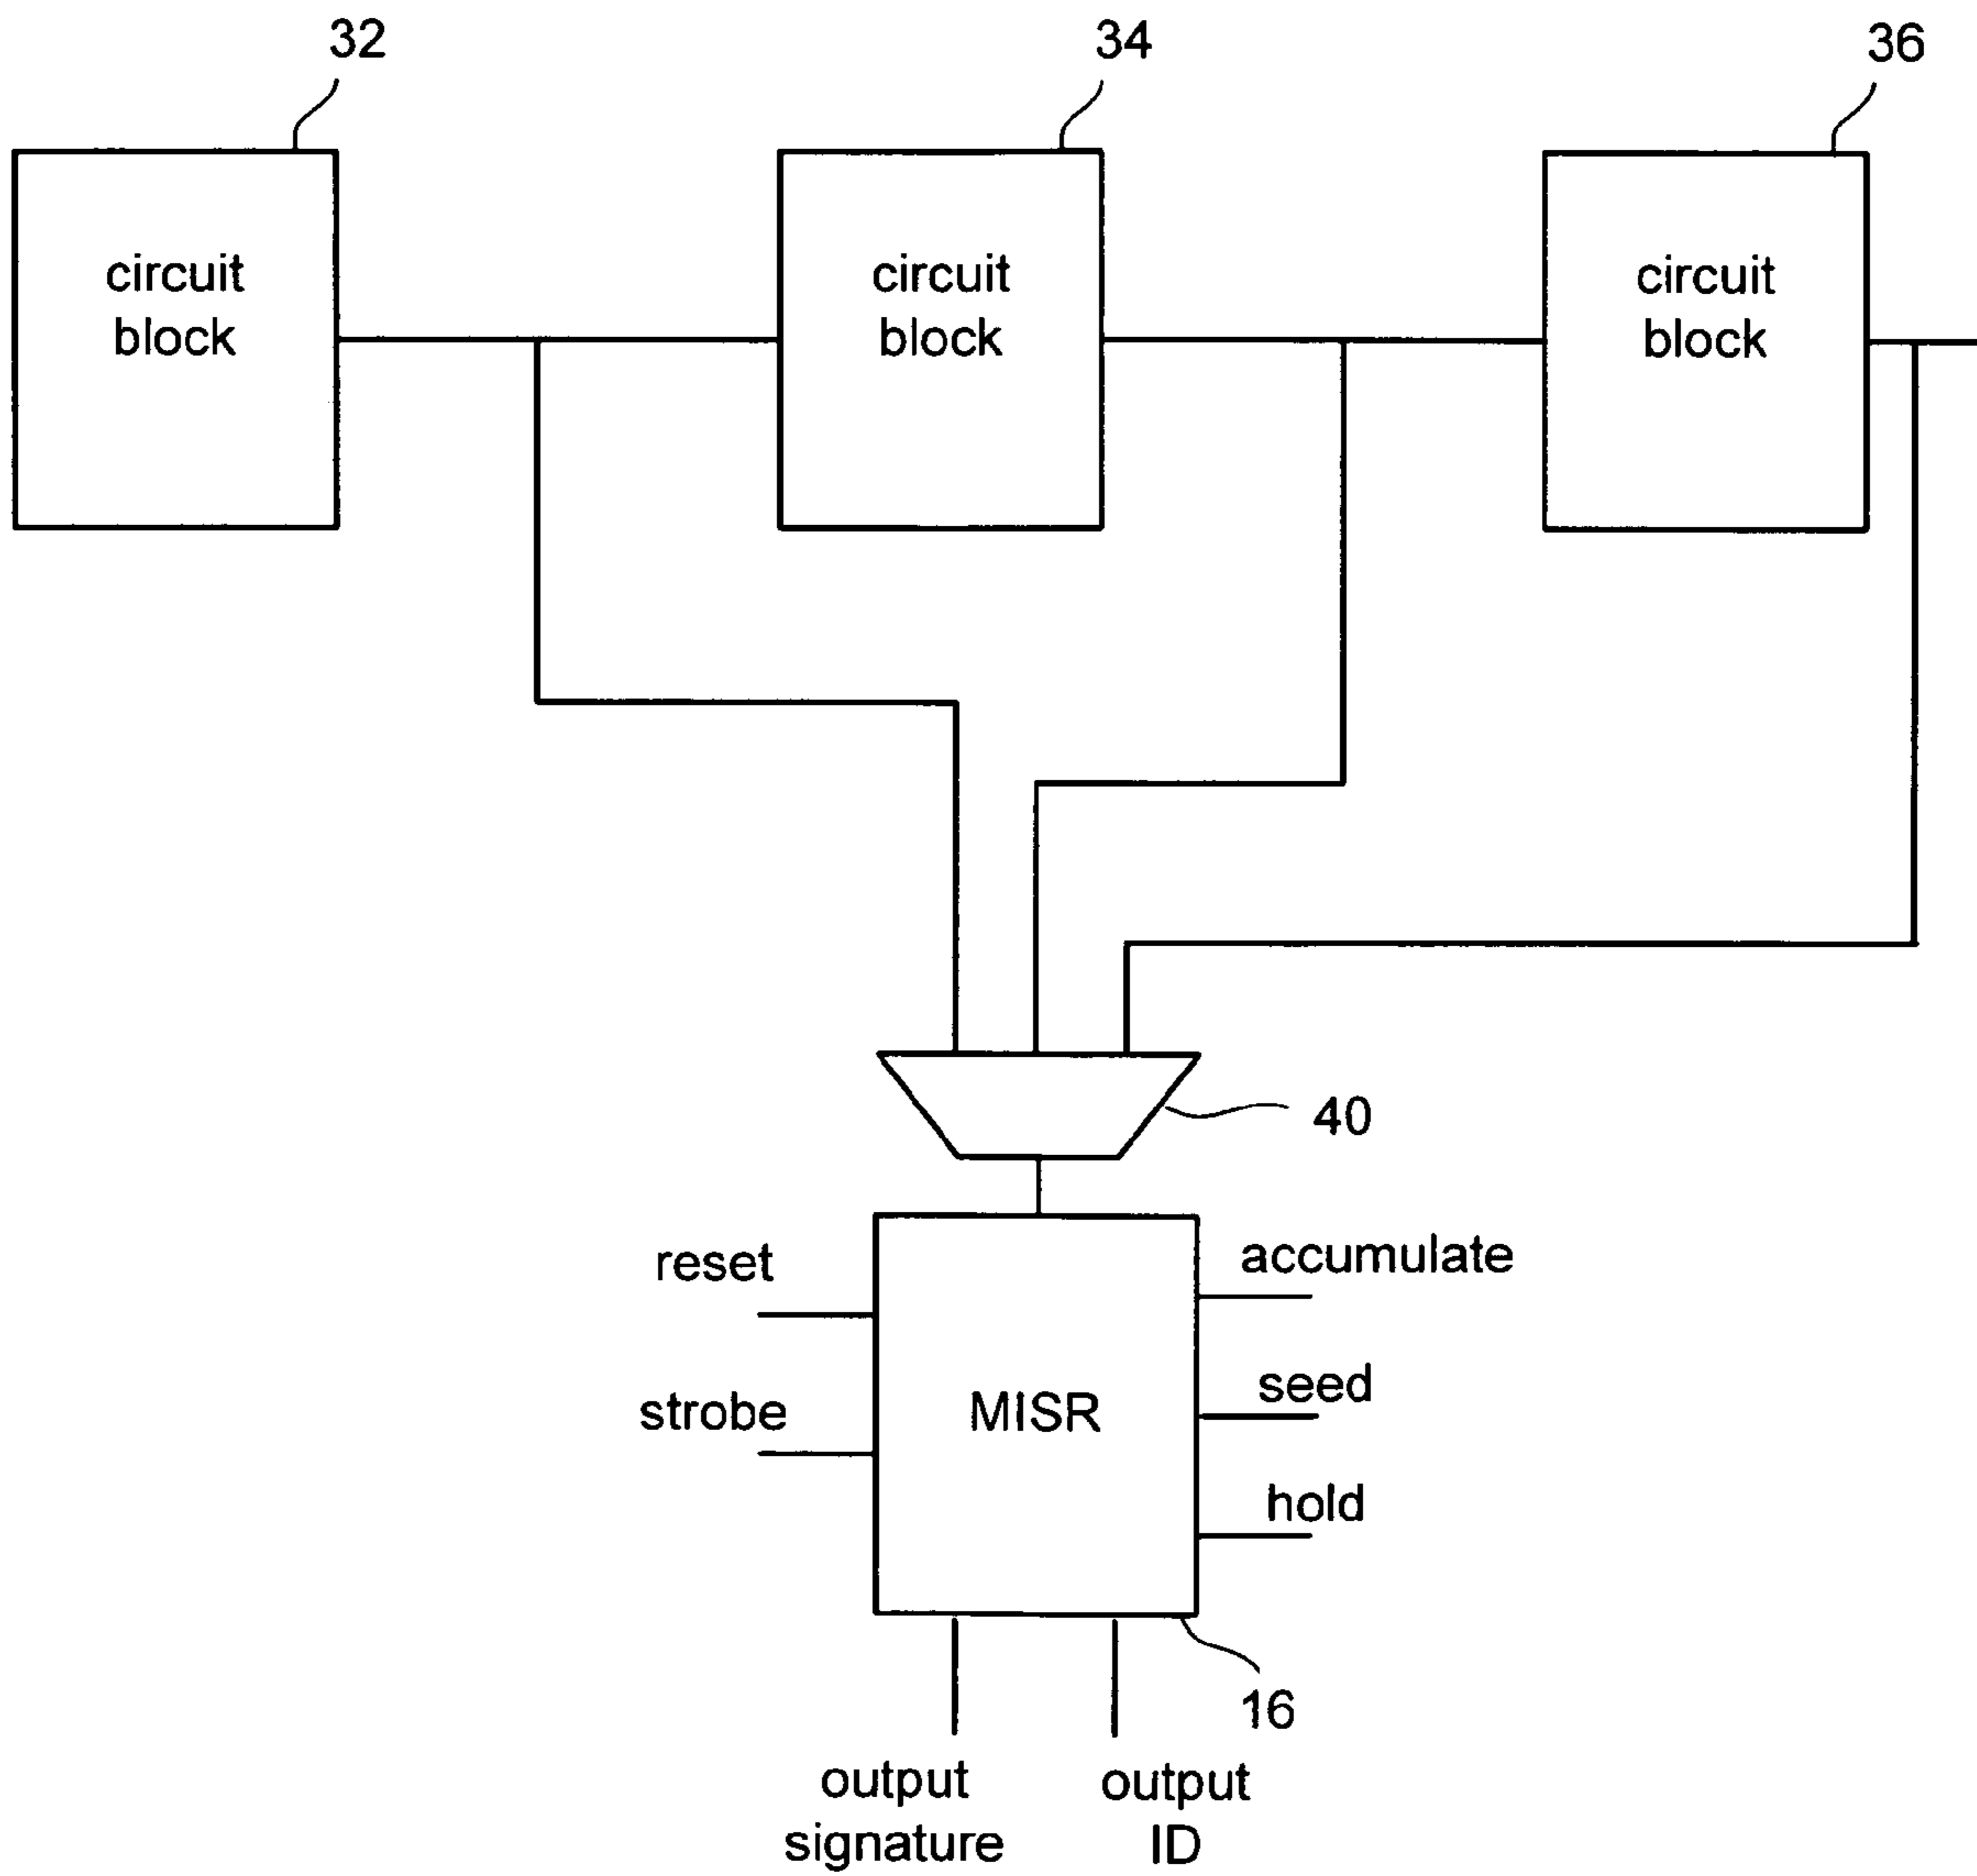 32
34
36
circuit
block
circuit
block
circuit
block
40
reset
accumulate
strobe
MISR
seed
hold
16
output
signature
output
ID